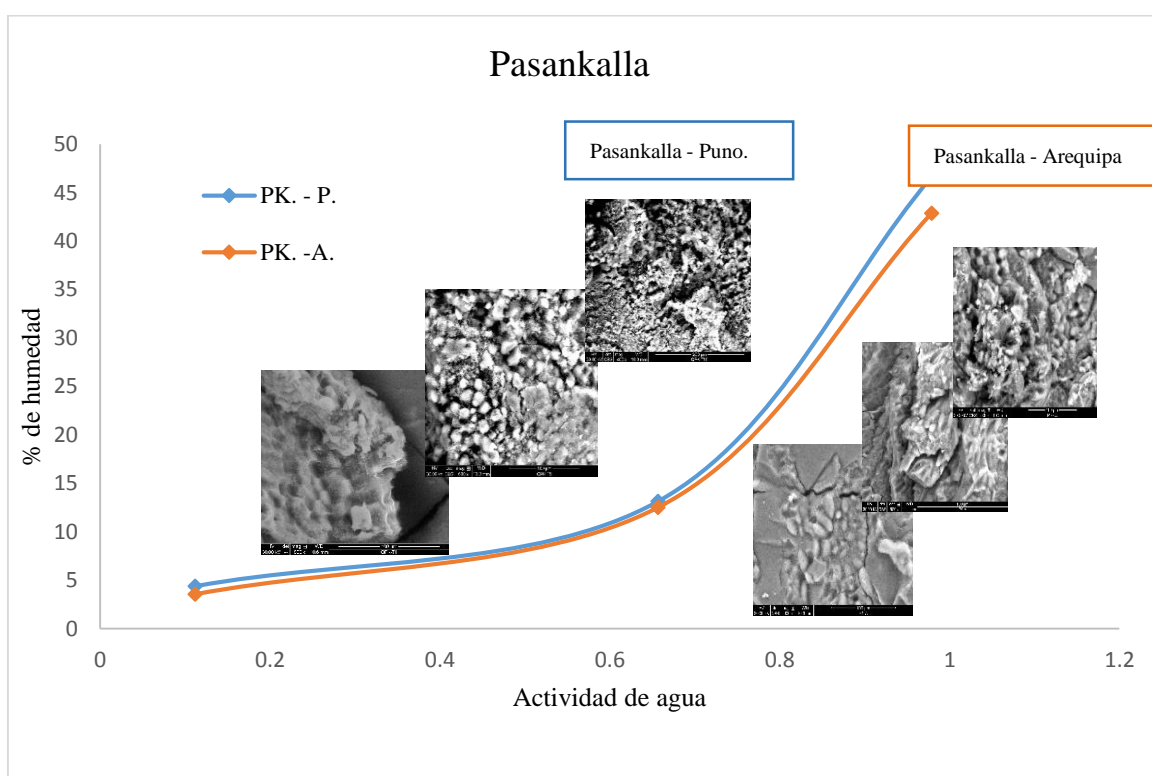 Pasankalla
Pasankalla - Puno.
Pasankalla - Arequipa
PK. - P.
PK. -A.
% de humedad
50
45
40
35
30
25
20
15
10
5
0
0
0.2
0.4
0.6
0.8
1
1.2
Actividad de agua